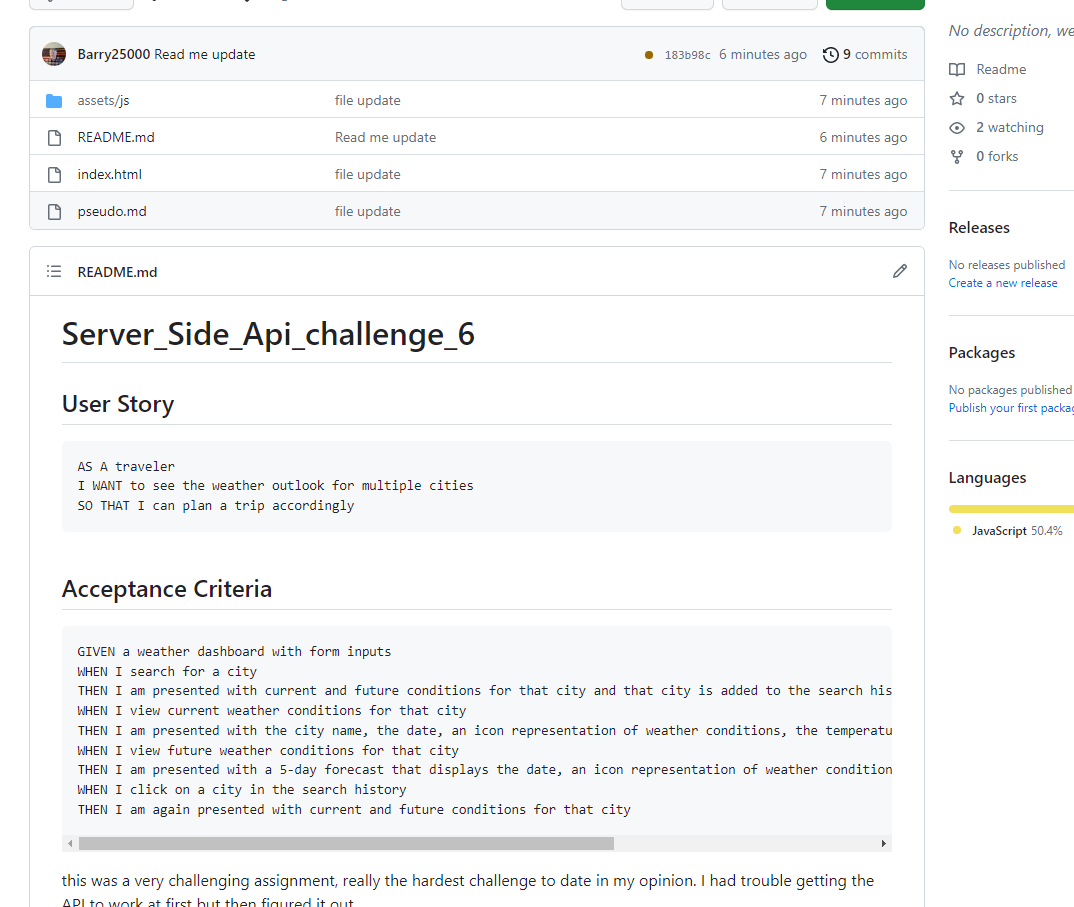 Barry25000 Read me update 183b98c 6 minutes ago 9 commits
assets/js file update 7 minutes ago
README.md Read me update 6 minutes ago
index.html file update 7 minutes ago
pseudo.md file update 7 minutes ago
README.md
Server_Side_Api_challenge_6
User Story
AS A traveler
I WANT to see the weather outlook for multiple cities
SO THAT I can plan a trip accordingly
Acceptance Criteria
GIVEN a weather dashboard with form inputs
WHEN I search for a city
THEN I am presented with current and future conditions for that city and that city is added to the search his
WHEN I view current weather conditions for that city
THEN I am presented with the city name, the date, an icon representation of weather conditions, the temperatu
WHEN I view future weather conditions for that city
THEN I am presented with a 5-day forecast that displays the date, an icon representation of weather condition
WHEN I click on a city in the search history
THEN I am again presented with current and future conditions for that city
this was a very challenging assignment, really the hardest challenge to date in my opinion. I had trouble getting the
API to work at first but then figured it out
No description, we
Readme
0 stars
2 watching
0 forks
Releases
No releases published
Create a new release
Packages
No packages published
Publish your first packag
Languages
JavaScript 50.4%